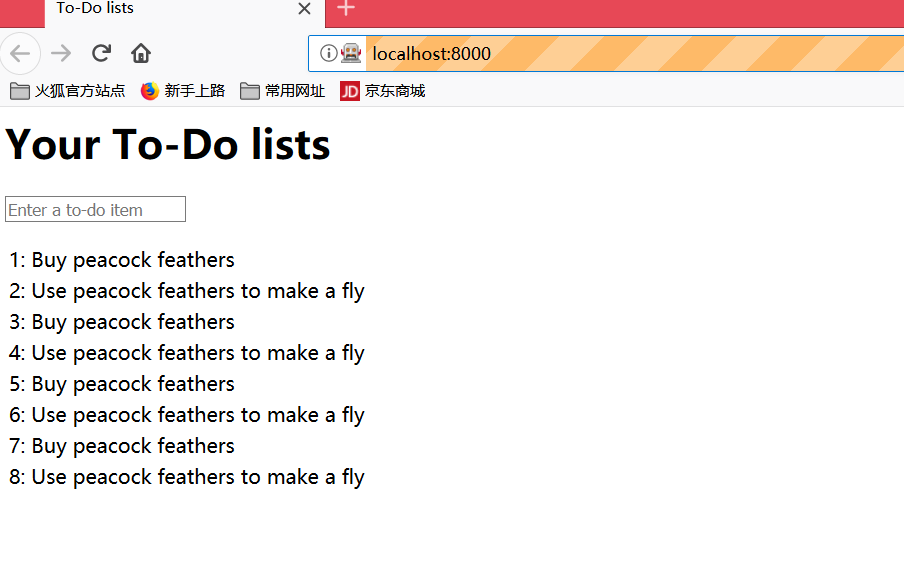 To-Do lists
localhost:8000
火狐官方站点 新手上路 常用网址 JD 京东商城
Your To-Do lists
Enter a to-do item
1: Buy peacock feathers
2: Use peacock feathers to make a fly
3: Buy peacock feathers
4: Use peacock feathers to make a fly
5: Buy peacock feathers
6: Use peacock feathers to make a fly
7: Buy peacock feathers
8: Use peacock feathers to make a fly